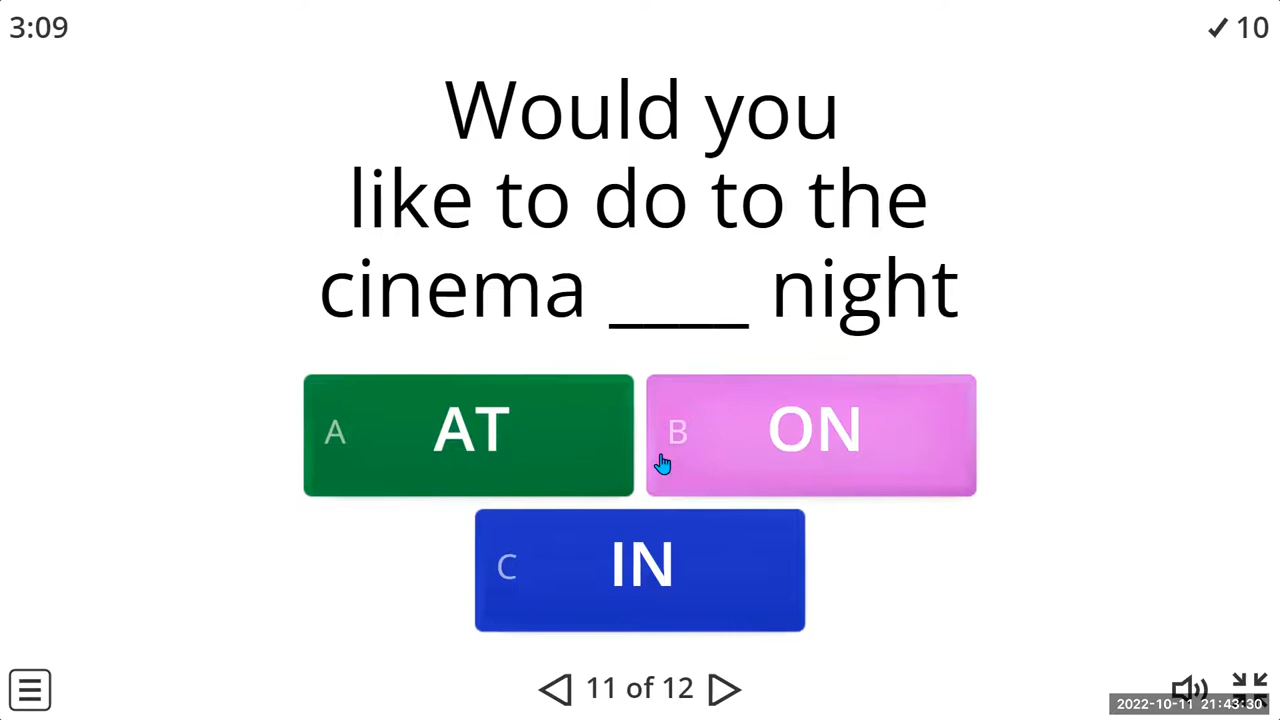 3:09
✓ 10
Would you
like to do to the
cinema ____ night
A AT
B ON
C IN
11 of 12
2022-10-11 21:43:30